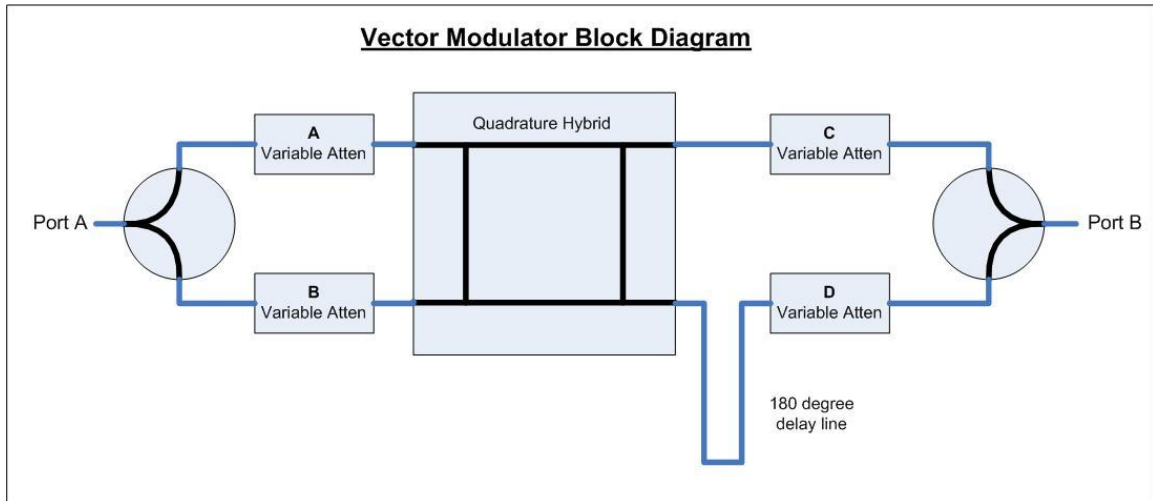 Vector Modulator Block Diagram
A
Variable Atten
Quadrature Hybrid
C
Variable Atten
Port A
Port B
B
Variable Atten
D
Variable Atten
180 degree
delay line